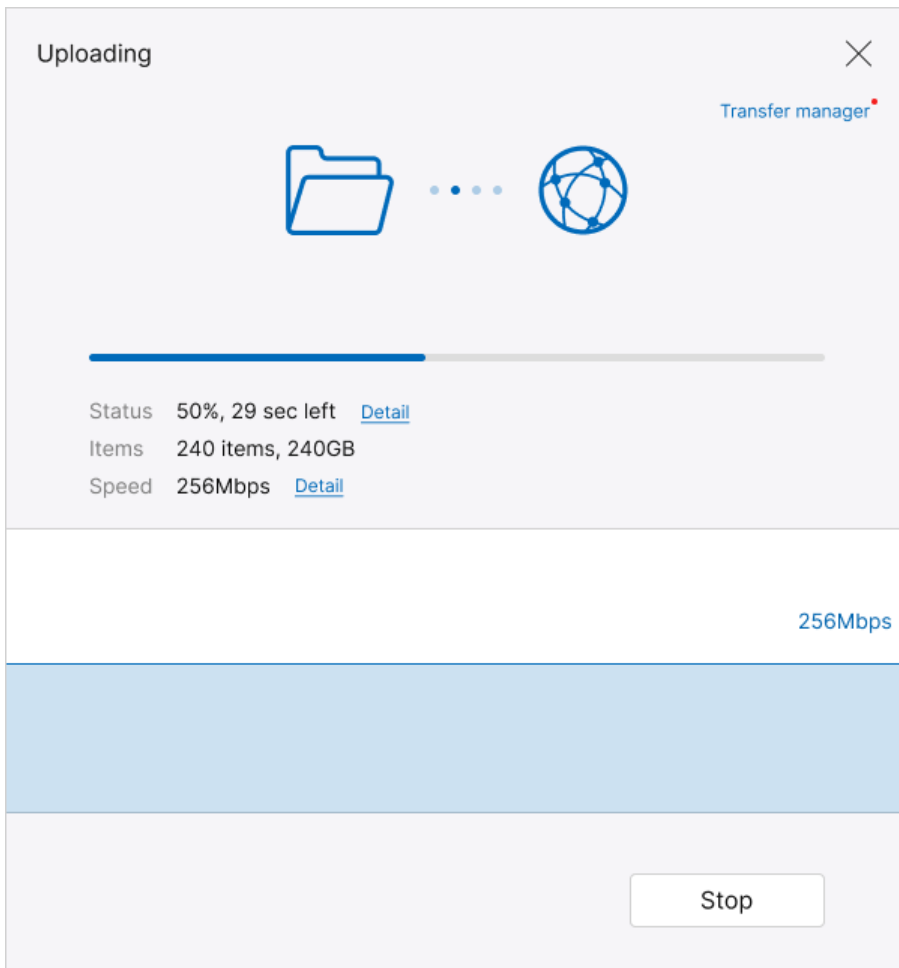 Uploading
Transfer manager
Status 50%, 29 sec left Detail
Items 240 items, 240GB
Speed 256Mbps Detail
256Mbps
Stop